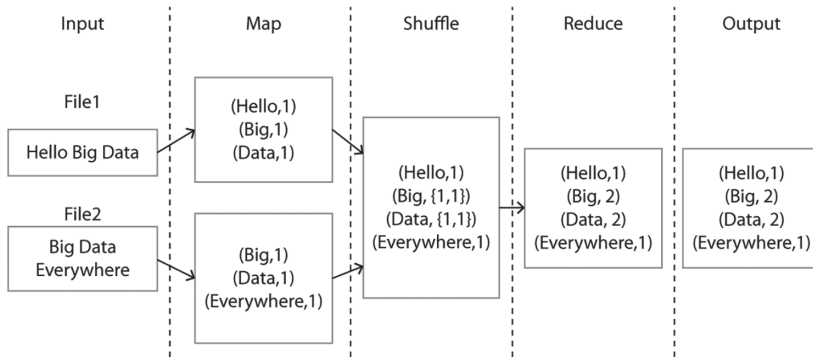 Input
Map
Shuffle
Reduce
Output
File1
Hello Big Data
File2
Big Data
Everywhere
(Hello,1)
(Big,1)
(Data,1)
(Big,1)
(Data,1)
(Everywhere,1)
(Hello,1)
(Big, {1,1})
(Data, {1,1})
(Everywhere,1)
(Hello,1)
(Big, 2)
(Data, 2)
(Everywhere,1)
(Hello,1)
(Big, 2)
(Data, 2)
(Everywhere,1)